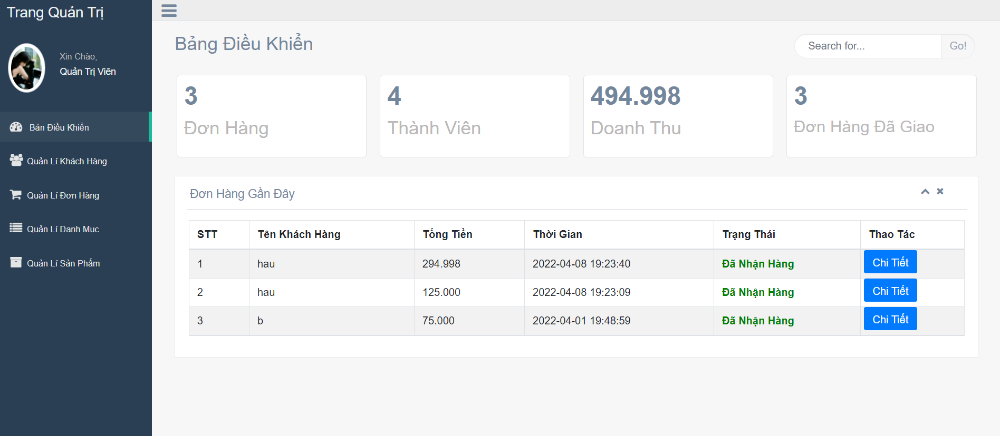 Trang Quản Trị
Xin Chào,
Quản Trị Viên
Bản Điều Khiển
Quản Lí Khách Hàng
Quản Lí Đơn Hàng
Quản Lí Danh Mục
Quản Lí Sản Phẩm
Bảng Điều Khiển
Search for... Go!
3
Đơn Hàng
4
Thành Viên
494.998
Doanh Thu
3
Đơn Hàng Đã Giao
Đơn Hàng Gần Đây
STT Tên Khách Hàng Tổng Tiền Thời Gian Trạng Thái Thao Tác
1 hau 294.998 2022-04-08 19:23:40 Đã Nhận Hàng Chi Tiết
2 hau 125.000 2022-04-08 19:23:09 Đã Nhận Hàng Chi Tiết
3 b 75.000 2022-04-01 19:48:59 Đã Nhận Hàng Chi Tiết